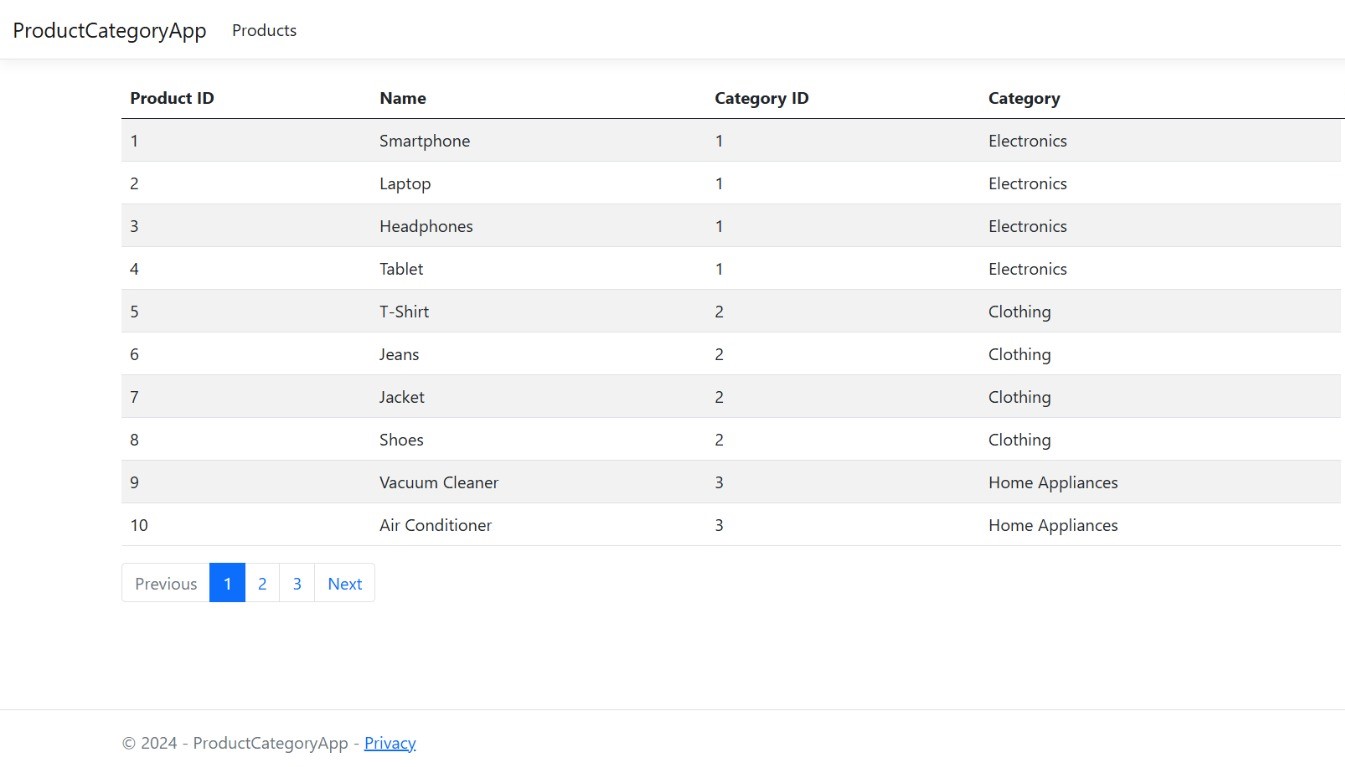 ProductCategoryApp Products
Product ID Name Category ID Category
1 Smartphone 1 Electronics
2 Laptop 1 Electronics
3 Headphones 1 Electronics
4 Tablet 1 Electronics
5 T-Shirt 2 Clothing
6 Jeans 2 Clothing
7 Jacket 2 Clothing
8 Shoes 2 Clothing
9 Vacuum Cleaner 3 Home Appliances
10 Air Conditioner 3 Home Appliances
Previous 1 2 3 Next
© 2024 - ProductCategoryApp - Privacy